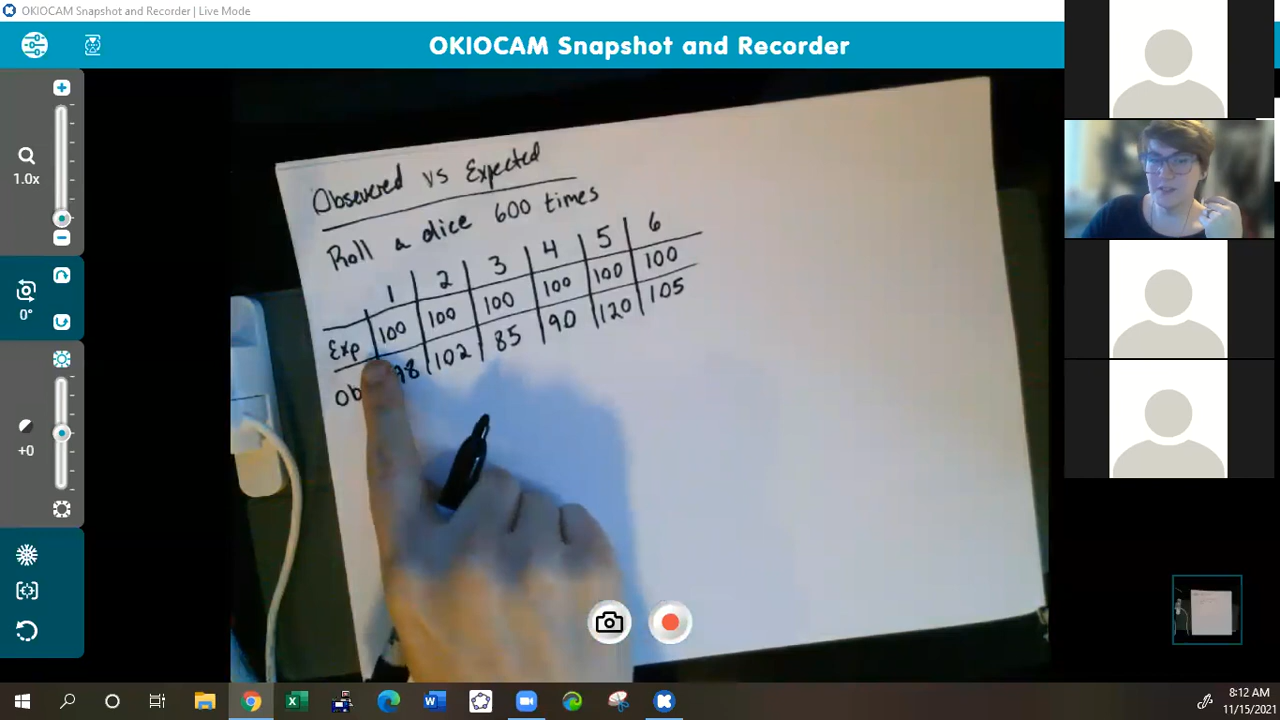 OKIOCAM Snapshot and Recorder | Live Mode
OKIOCAM Snapshot and Recorder
1.0x
0°
+0
Obsevered vs Expected
Roll a dice 600 times
1 2 3 4 5 6
Exp 100 100 100 100 100 100
Ob 98 102 85 90 120 105
8:12 AM
11/15/2021